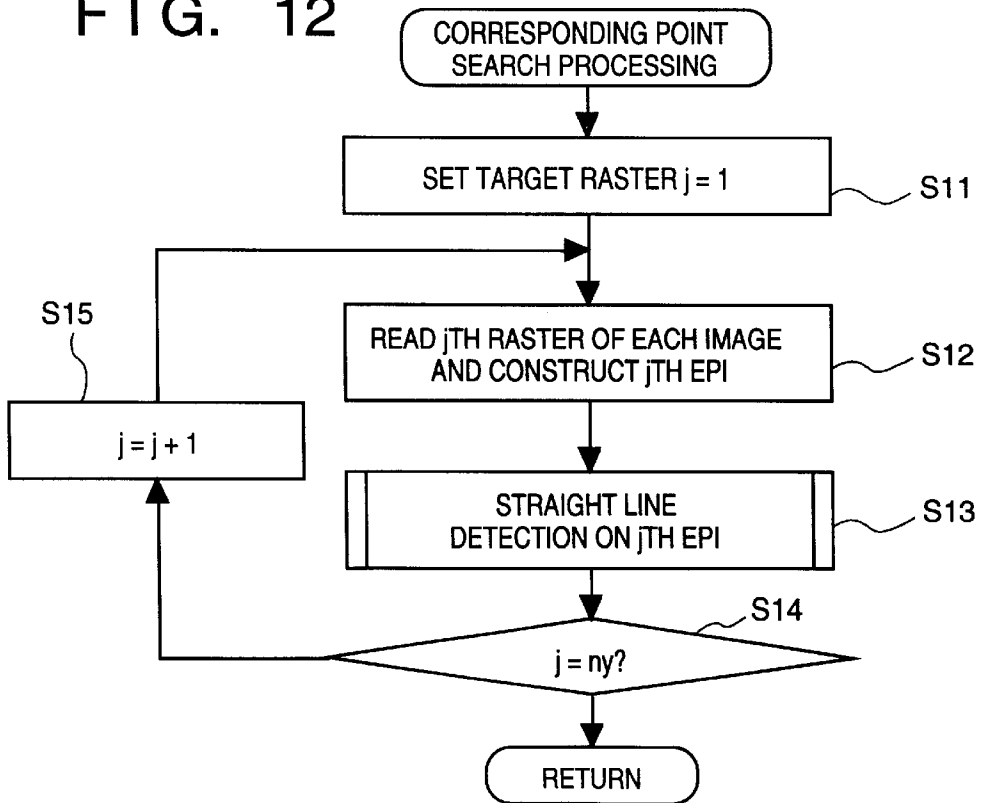 FIG. 12
CORRESPONDING POINT
SEARCH PROCESSING
SET TARGET RASTER j = 1
S11
S15
READ jTH RASTER OF EACH IMAGE
AND CONSTRUCT jTH EPI
S12
j = j + 1
STRAIGHT LINE
DETECTION ON jTH EPI
S13
S14
j = ny?
RETURN